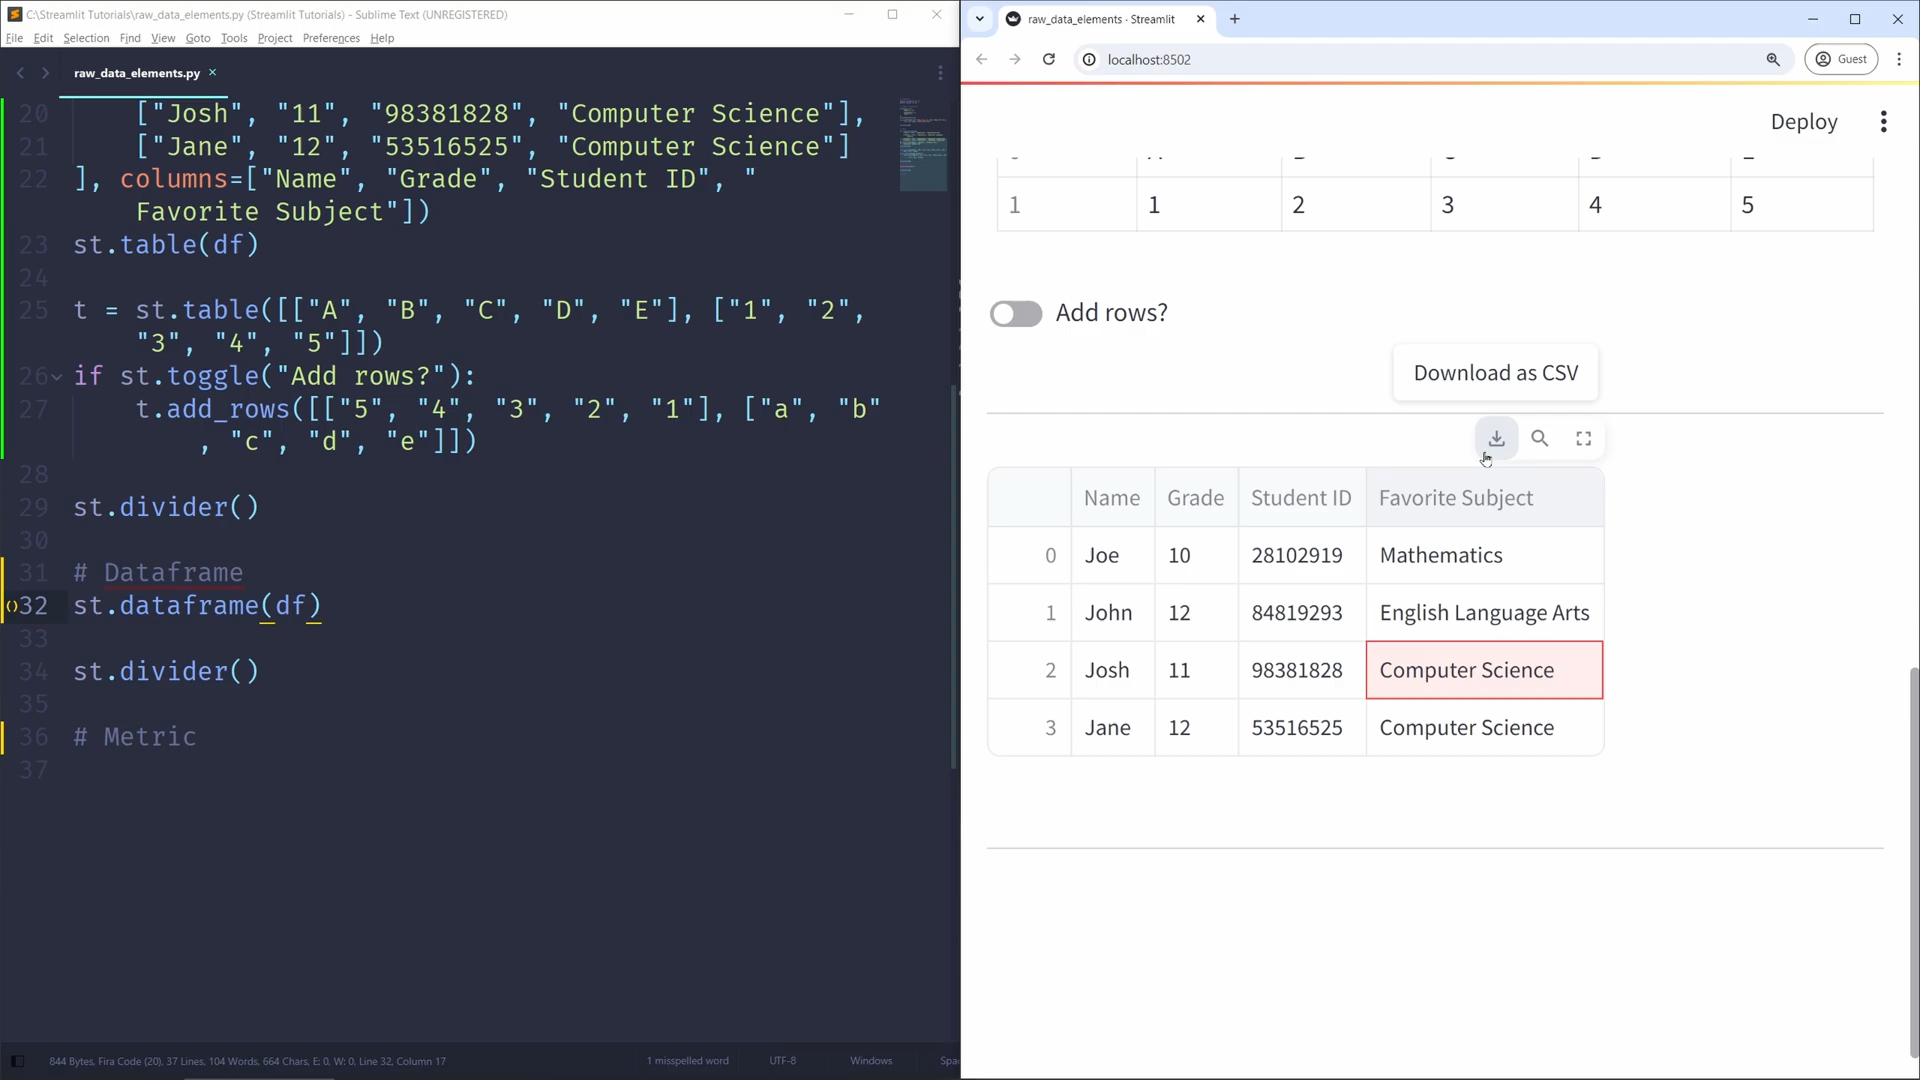 C:\Streamlit Tutorials\raw_data_elements.py (Streamlit Tutorials) - Sublime Text (UNREGISTERED)
File Edit Selection Find View Goto Tools Project Preferences Help
raw_data_elements.py
20 ["Josh", "11", "98381828", "Computer Science"],
21 ["Jane", "12", "53516525", "Computer Science"]
22 ], columns=["Name", "Grade", "Student ID", "
Favorite Subject"])
23 st.table(df)
24
25 t = st.table([["A", "B", "C", "D", "E"], ["1", "2",
"3", "4", "5"]])
26 if st.toggle("Add rows?"):
27 t.add_rows([["5", "4", "3", "2", "1"], ["a", "b"
, "c", "d", "e"]])
28
29 st.divider()
30
31 # Dataframe
32 st.dataframe(df)
33
34 st.divider()
35
36 # Metric
37
844 Bytes, Fira Code (20), 37 Lines, 104 Words, 664 Chars, E: 0, W: 0, Line 32, Column 17 1 misspelled word UTF-8 Windows Spa
raw_data_elements · Streamlit
localhost:8502 Guest
Deploy
1 1 2 3 4 5
Add rows?
Download as CSV
Name Grade Student ID Favorite Subject
0 Joe 10 28102919 Mathematics
1 John 12 84819293 English Language Arts
2 Josh 11 98381828 Computer Science
3 Jane 12 53516525 Computer Science